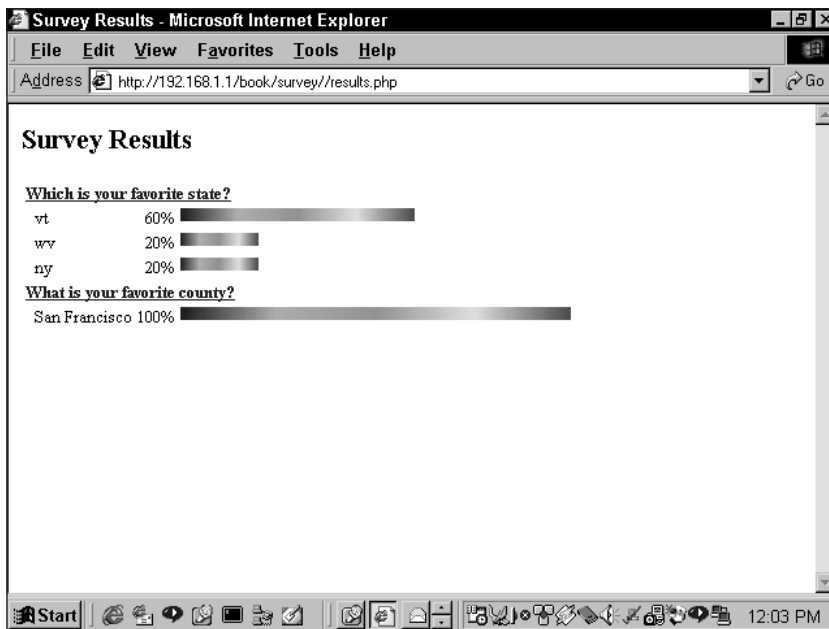 Survey Results - Microsoft Internet Explorer
File Edit View Favorites Tools Help
Address http://192.168.1.1/book/survey//results.php Go
Survey Results
Which is your favorite state?
vt 60%
wv 20%
ny 20%
What is your favorite county?
San Francisco 100%
Start 12:03 PM